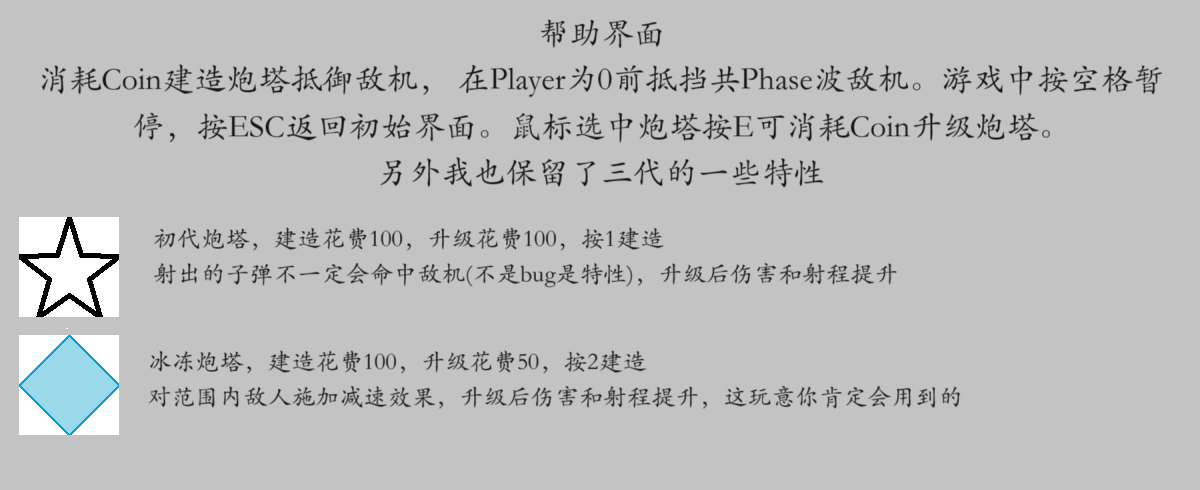 帮助界面
消耗Coin建造炮塔抵御敌机， 在Player为0前抵挡共Phase波敌机。游戏中按空格暂
停，按ESC返回初始界面。鼠标选中炮塔按E可消耗Coin升级炮塔。
另外我也保留了三代的一些特性
初代炮塔，建造花费100，升级花费100，按1建造
射出的子弹不一定会命中敌机(不是bug是特性)，升级后伤害和射程提升
冰冻炮塔，建造花费100，升级花费50，按2建造
对范围内敌人施加减速效果，升级后伤害和射程提升，这玩意你肯定会用到的